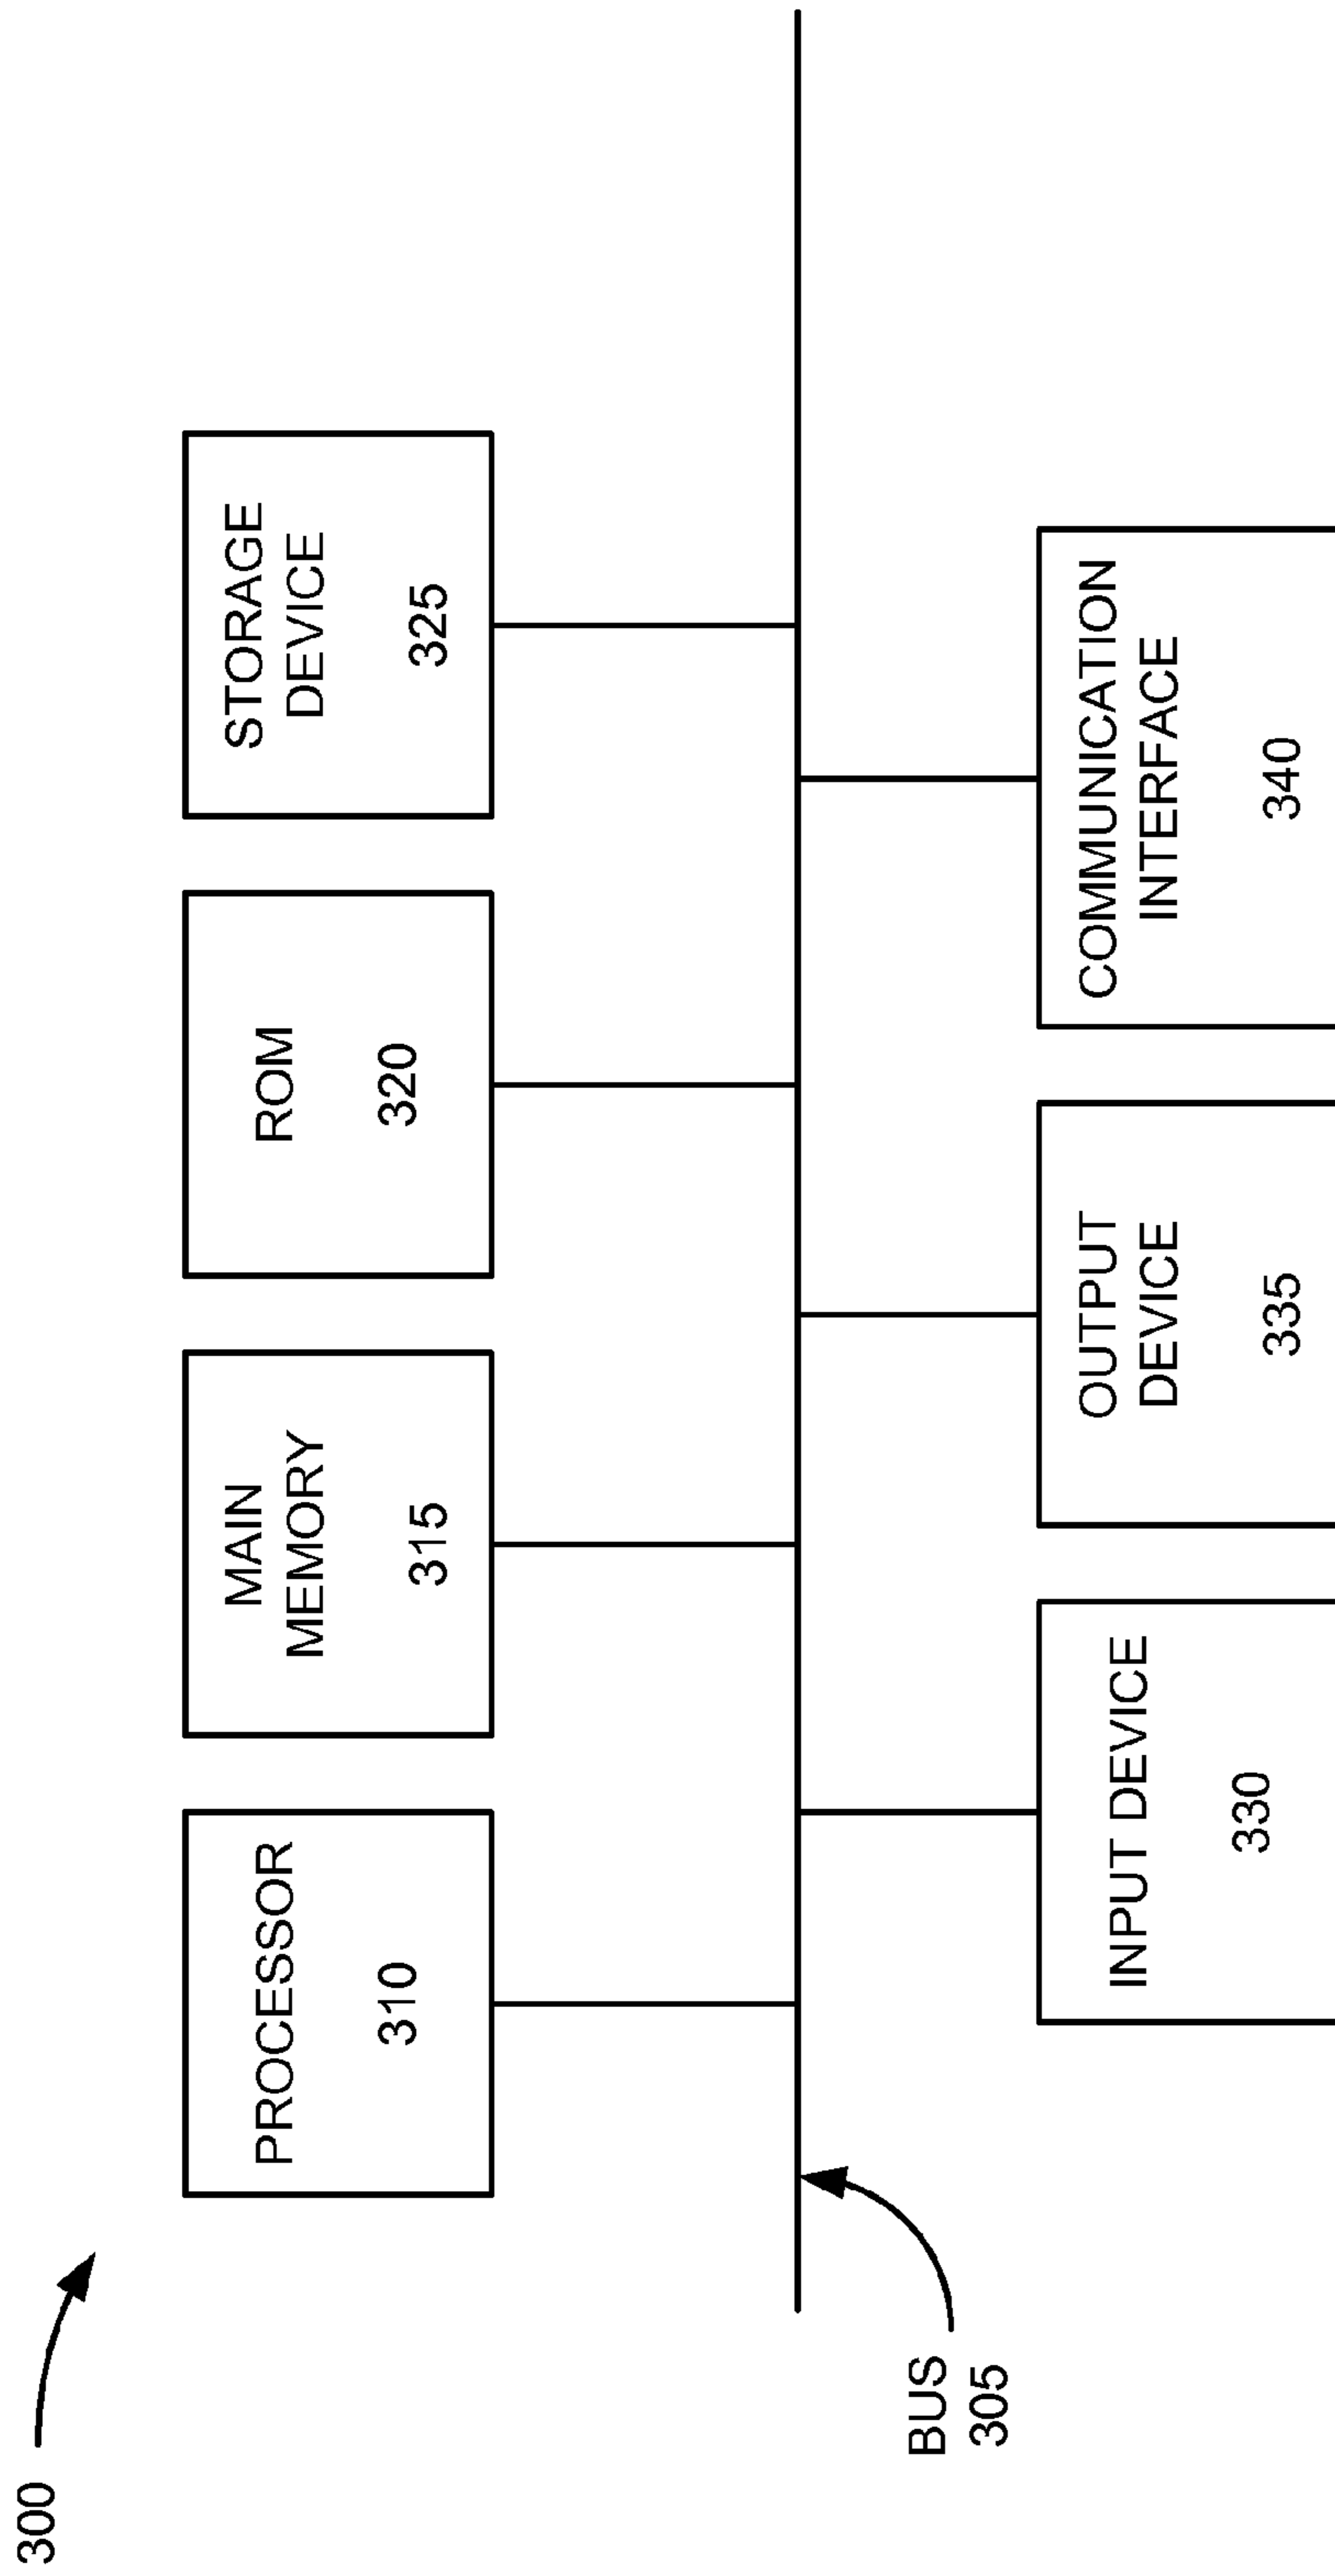 300
PROCESSOR
310
MAIN
MEMORY
315
ROM
320
STORAGE
DEVICE
325
BUS
305
INPUT DEVICE
330
OUTPUT
DEVICE
335
COMMUNICATION
INTERFACE
340